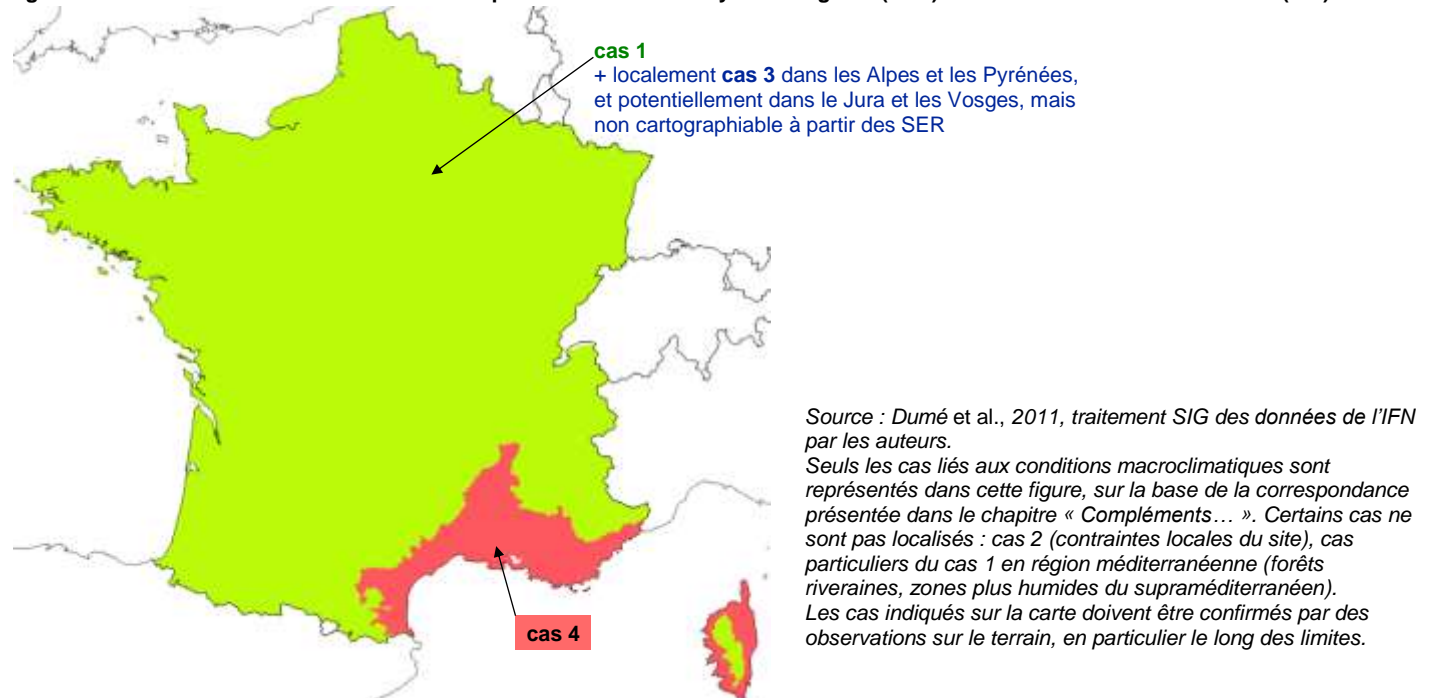 cas 1
+ localement cas 3 dans les Alpes et les Pyrénées,
et potentiellement dans le Jura et les Vosges, mais
non cartographiable à partir des SER
Source : Dumé et al., 2011, traitement SIG des données de l'IFN
par les auteurs.
Seuls les cas liés aux conditions macroclimatiques sont
représentés dans cette figure, sur la base de la correspondance
présentée dans le chapitre « Compléments… ». Certains cas ne
sont pas localisés : cas 2 (contraintes locales du site), cas
particuliers du cas 1 en région méditerranéenne (forêts
riveraines, zones plus humides du supraméditerranéen).
Les cas indiqués sur la carte doivent être confirmés par des
observations sur le terrain, en particulier le long des limites.
cas 4